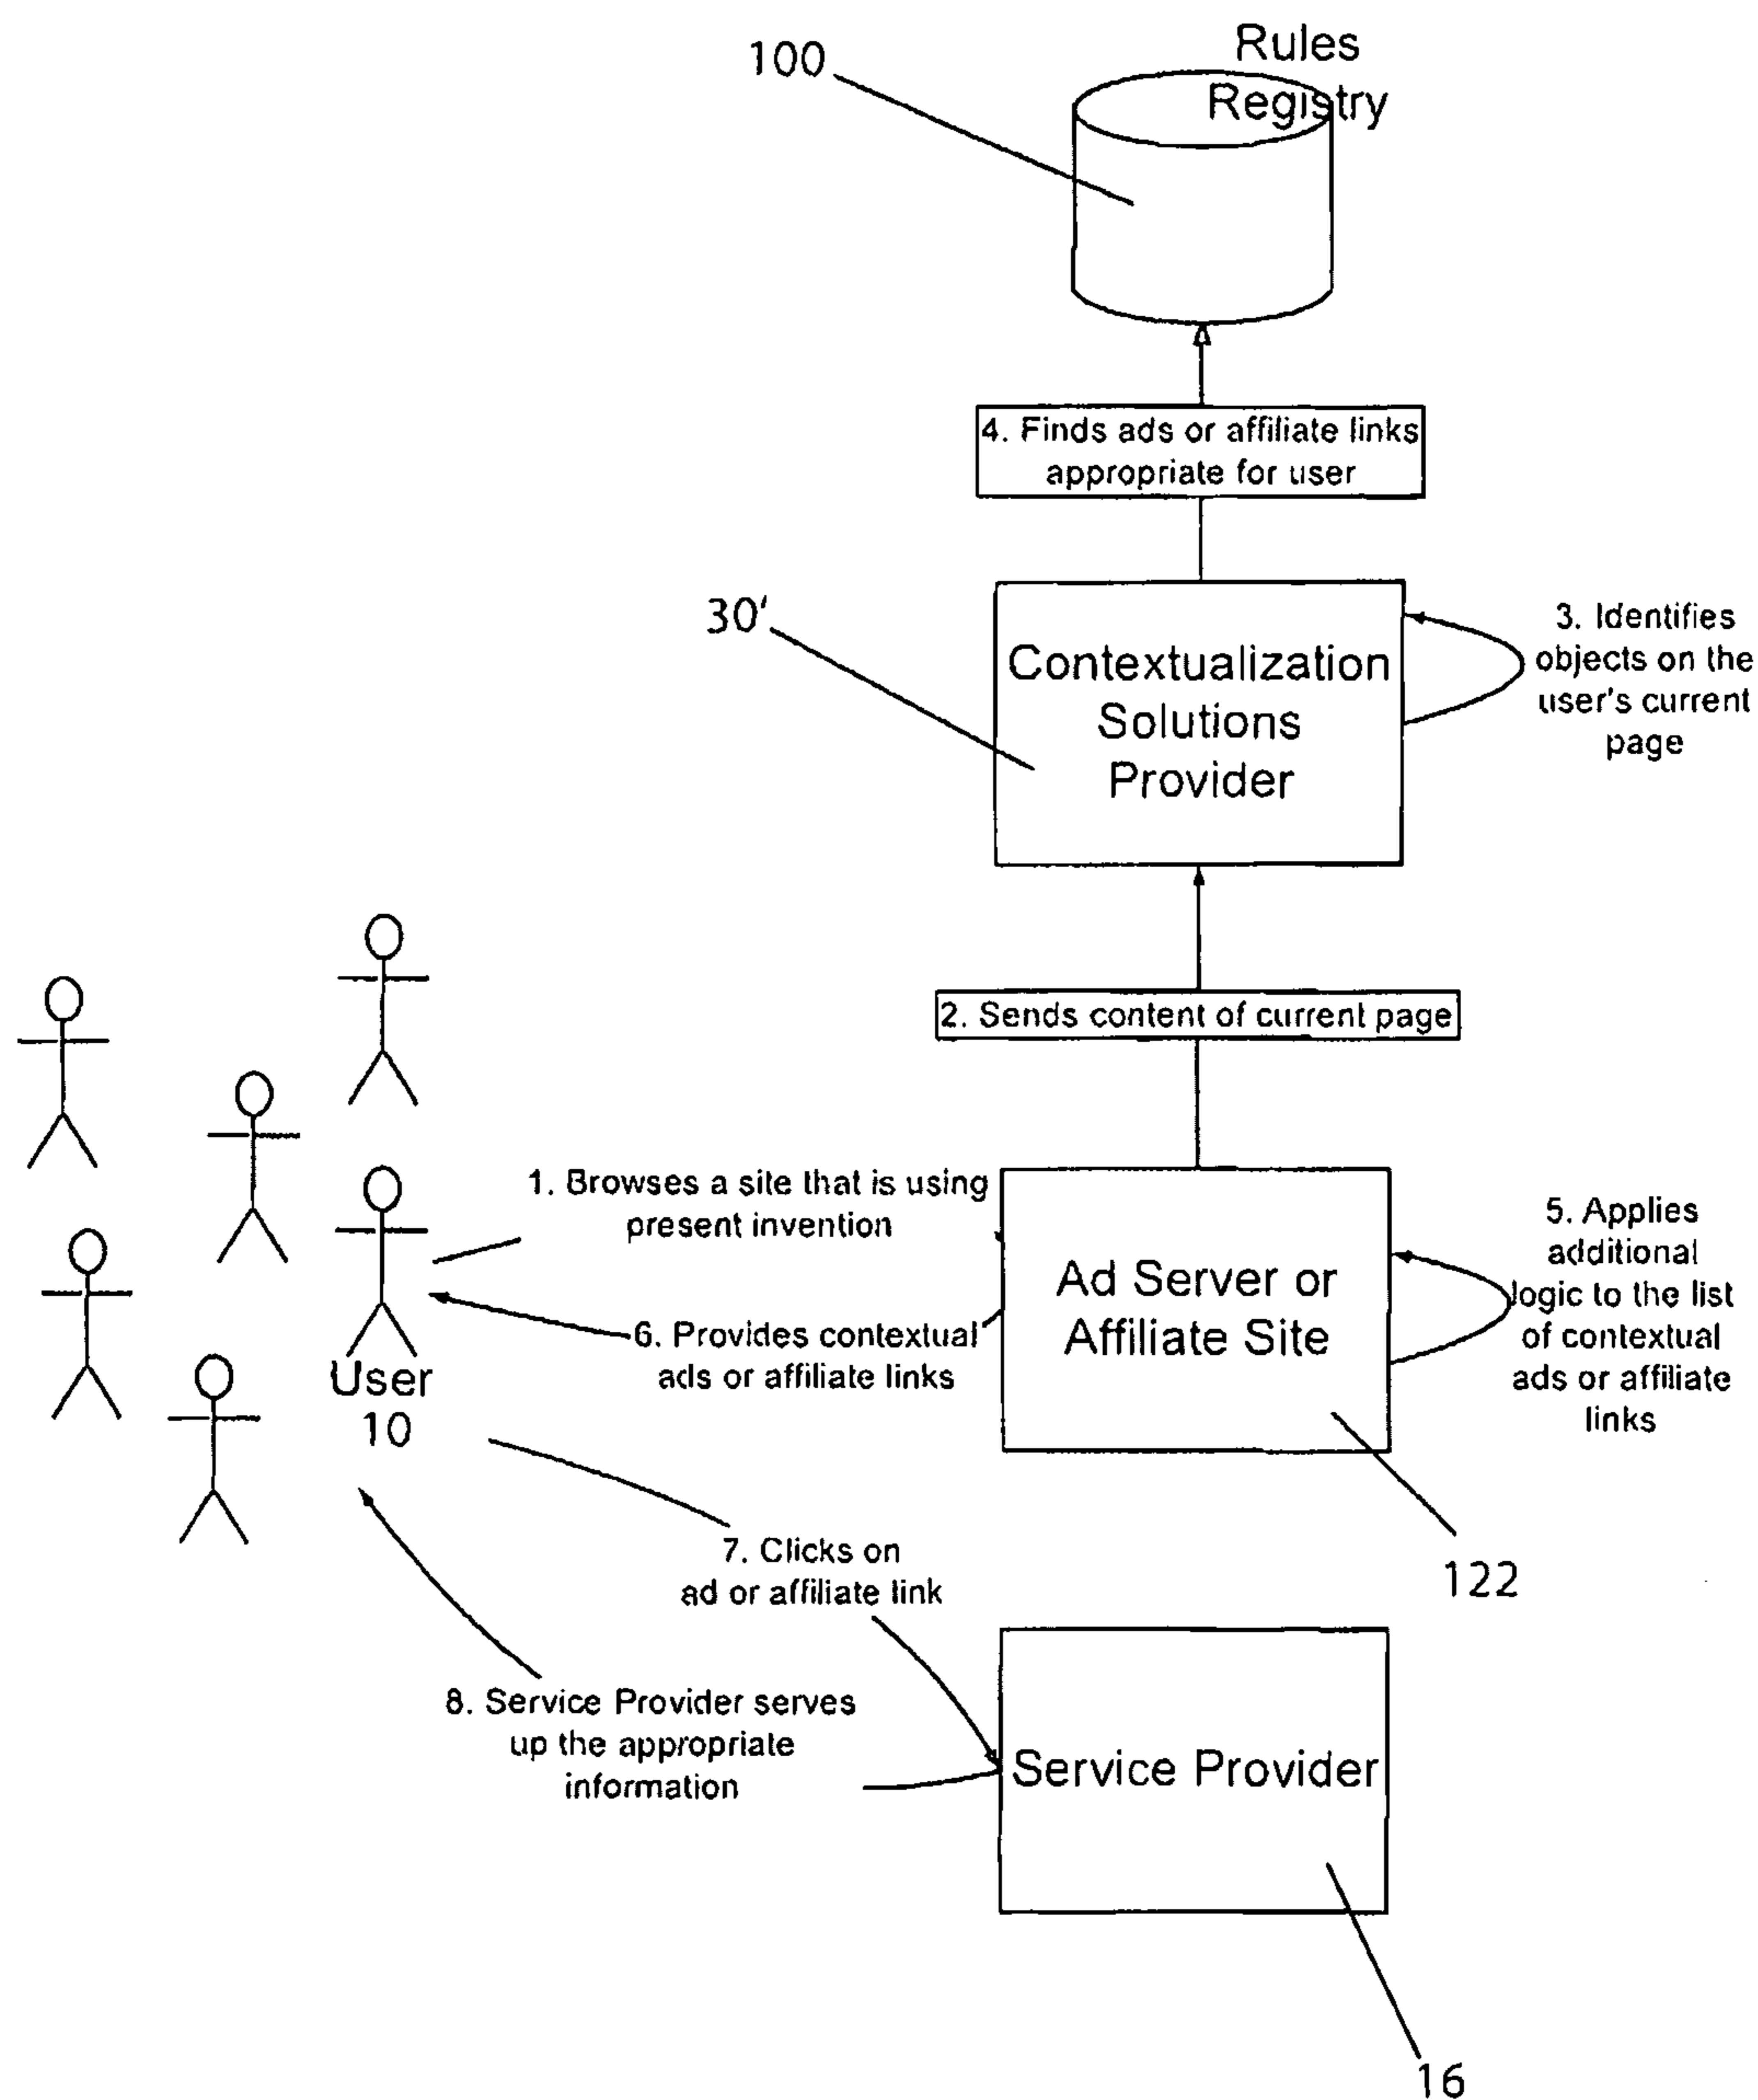 Rules
100
Registry
4. Finds ads or affiliate links
appropriate for user
30'
Contextualization
Solutions
Provider
3. Identifies
objects on the
user's current
page
2. Sends content of current page
1. Browses a site that is using
present invention
Ad Server or
Affiliate Site
5. Applies
additional
logic to the list
of contextual
ads or affiliate
links
6. Provides contextual
ads or affiliate links
User
10
7. Clicks on
ad or affiliate link
122
8. Service Provider serves
up the appropriate
information
Service Provider
16